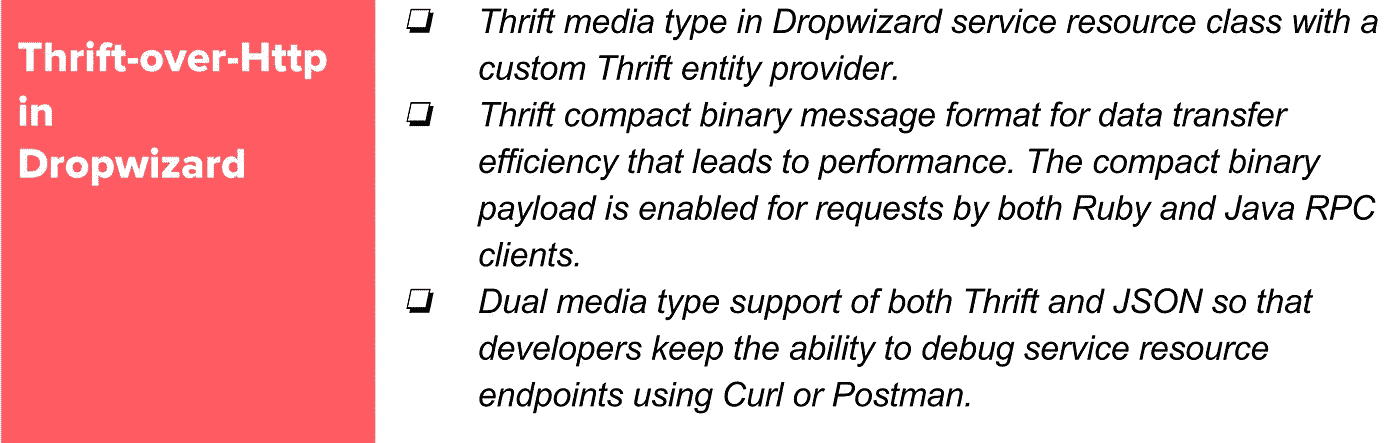 Thrift-over-Http
in
Dropwizard
❏ Thrift media type in Dropwizard service resource class with a
custom Thrift entity provider.
❏ Thrift compact binary message format for data transfer
efficiency that leads to performance. The compact binary
payload is enabled for requests by both Ruby and Java RPC
clients.
❏ Dual media type support of both Thrift and JSON so that
developers keep the ability to debug service resource
endpoints using Curl or Postman.